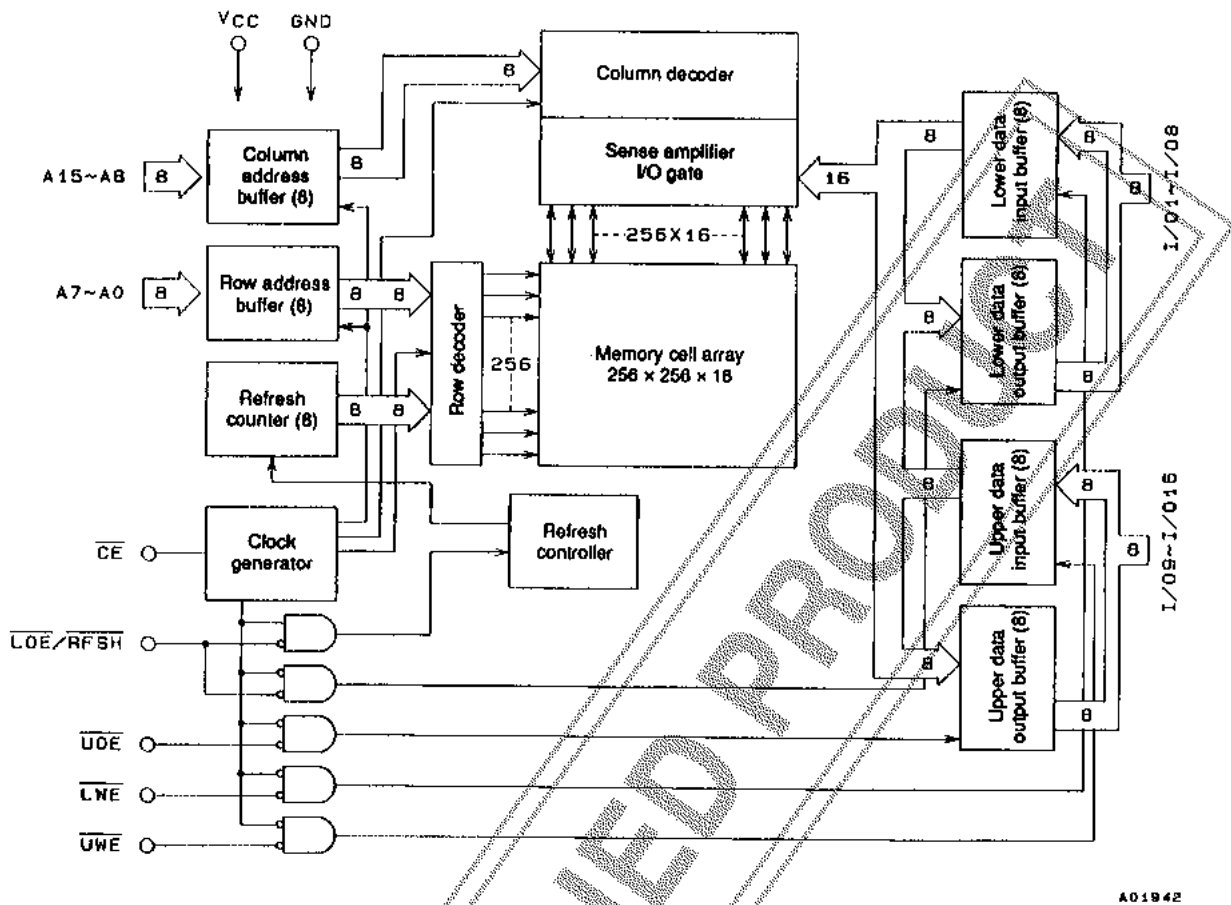 VCC GND
Column decoder
Sense amplifier
I/O gate
A15~A8
8
Column
address
buffer (8)
8
8
A7~A0
8
Row address
buffer (8)
8
8
Refresh
counter (8)
8
8
Row decoder
256
256X16
Memory cell array
256 × 256 × 16
16
8
Lower data
input buffer (8)
8
8
I/O1~I/O8
8
Lower data
output buffer (8)
8
8
Upper data
input buffer (8)
8
8
I/O9~I/O16
8
Upper data
output buffer (8)
8
CE
Clock
generator
Refresh
controller
LOE/RFSH
UOE
LWE
UWE
NED PRODUCT
A01942